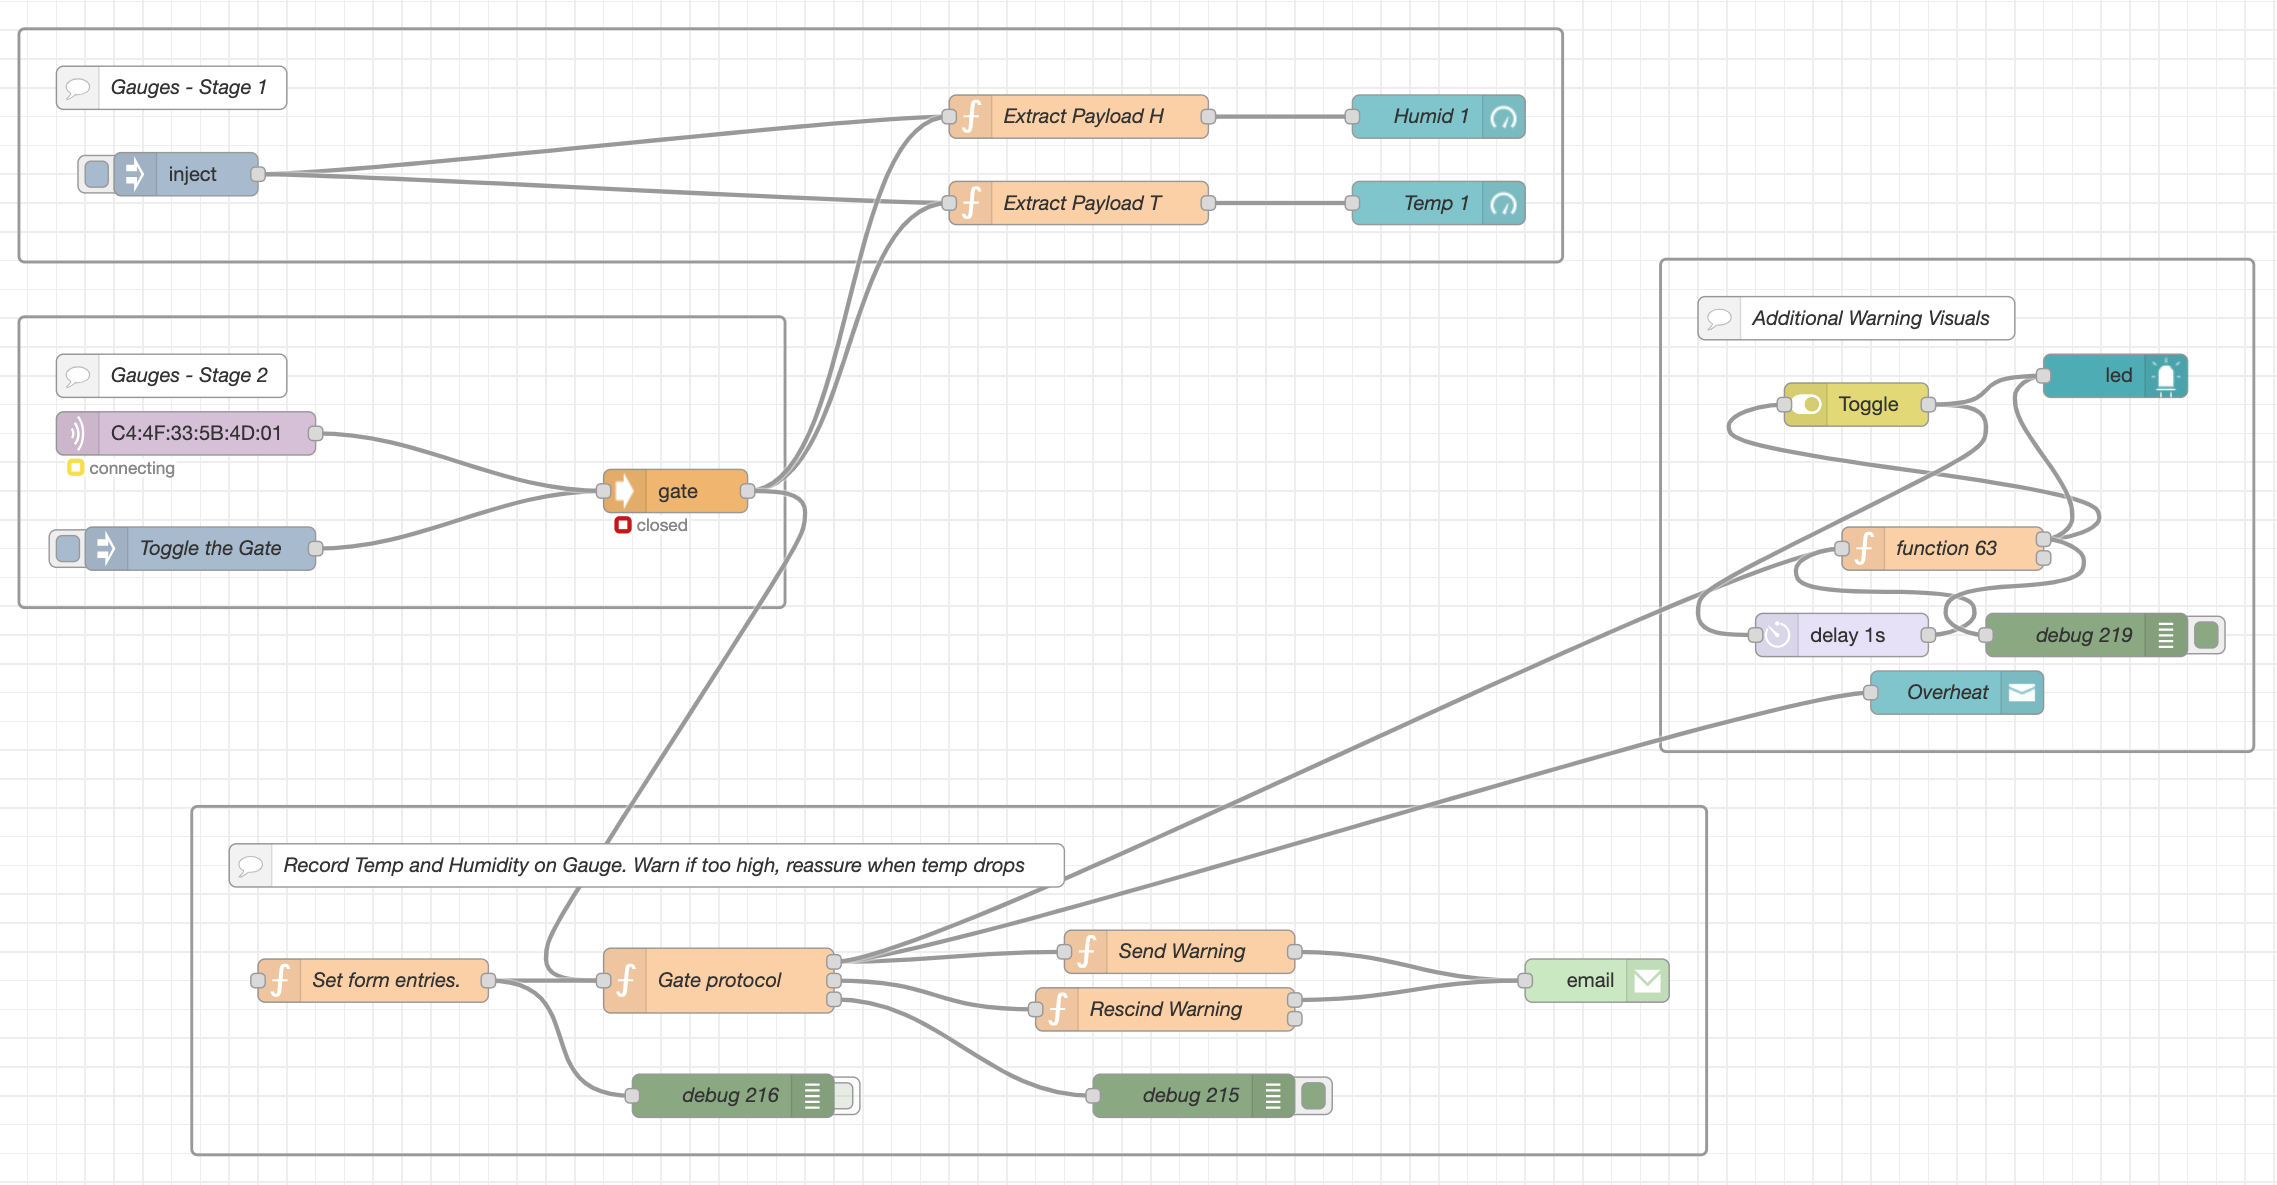 Gauges - Stage 1
Extract Payload H
Humid 1
inject
Extract Payload T
Temp 1
Gauges - Stage 2
C4:4F:33:5B:4D:01
connecting
gate
closed
Toggle the Gate
Additional Warning Visuals
led
Toggle
function 63
delay 1s
debug 219
Overheat
Record Temp and Humidity on Gauge. Warn if too high, reassure when temp drops
Set form entries.
Gate protocol
Send Warning
Rescind Warning
email
debug 216
debug 215